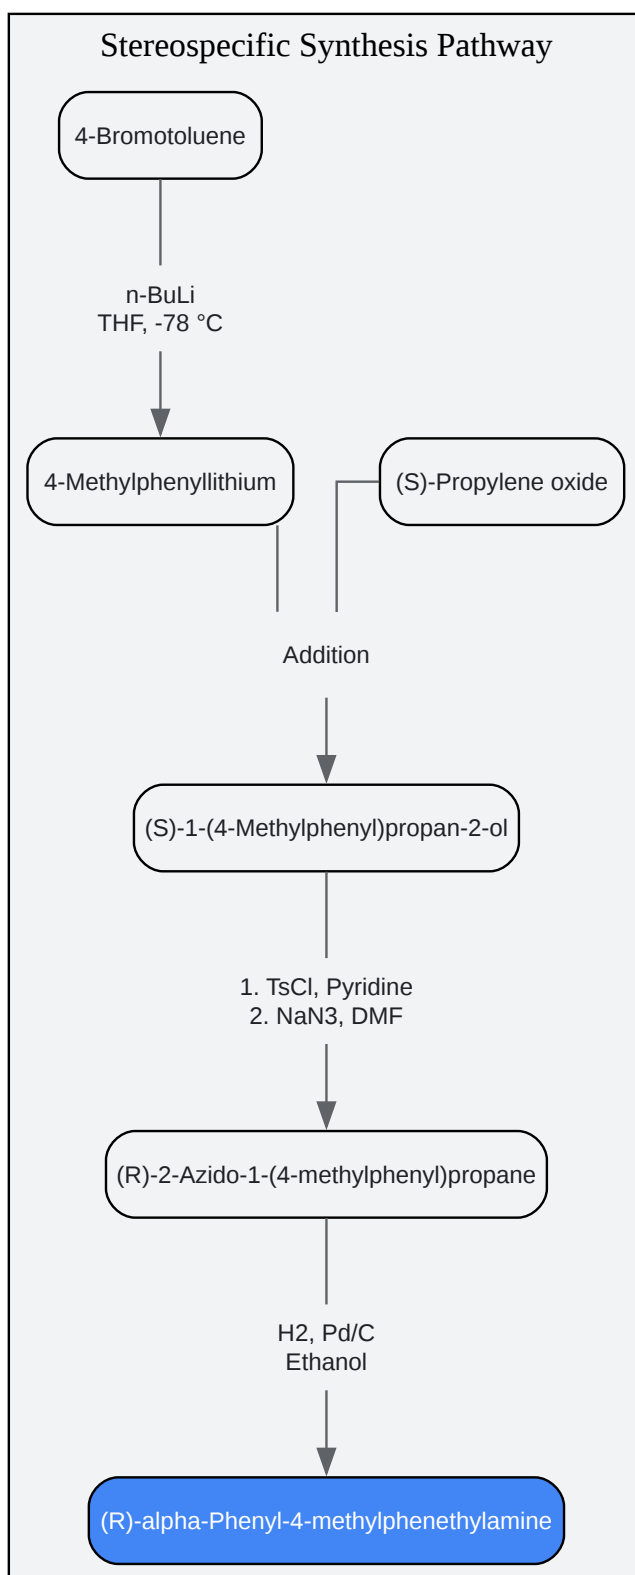 Stereospecific Synthesis Pathway
4-Bromotoluene
n-BuLi
THF, -78 °C
4-Methylphenyllithium
(S)-Propylene oxide
Addition
(S)-1-(4-Methylphenyl)propan-2-ol
1. TsCl, Pyridine
2. NaN3, DMF
(R)-2-Azido-1-(4-methylphenyl)propane
H2, Pd/C
Ethanol
(R)-alpha-Phenyl-4-methylphenethylamine